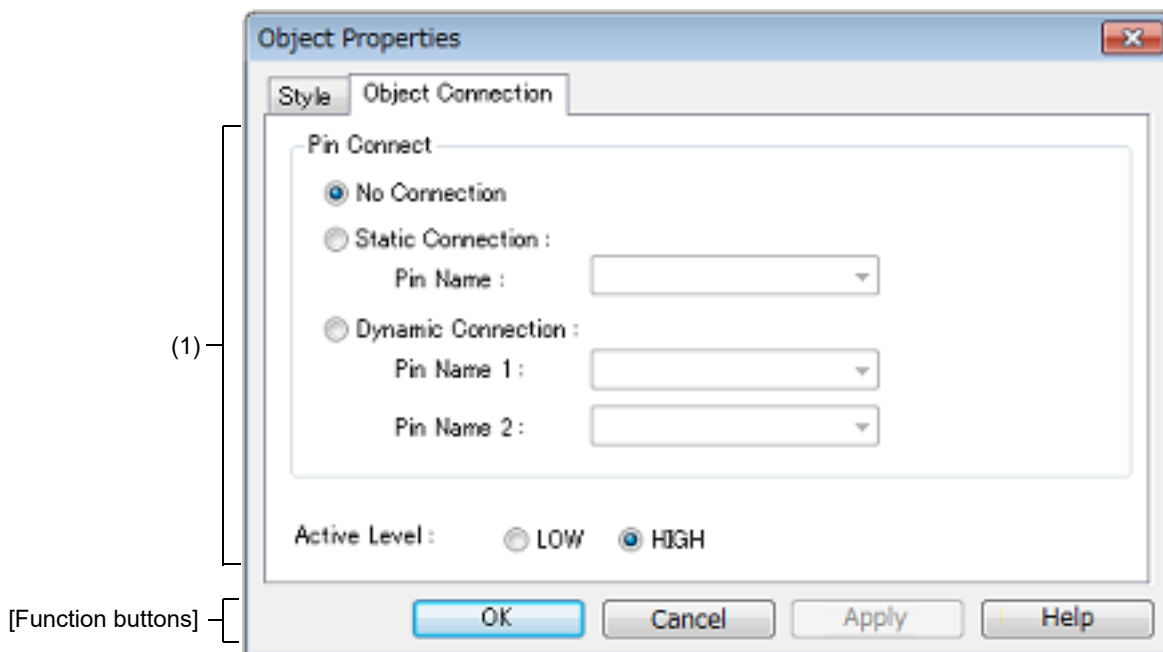 Object Properties
Style Object Connection
Pin Connect
No Connection
Static Connection :
Pin Name :
(1)
Dynamic Connection :
Pin Name 1 :
Pin Name 2 :
Active Level : LOW HIGH
[Function buttons] OK Cancel Apply Help